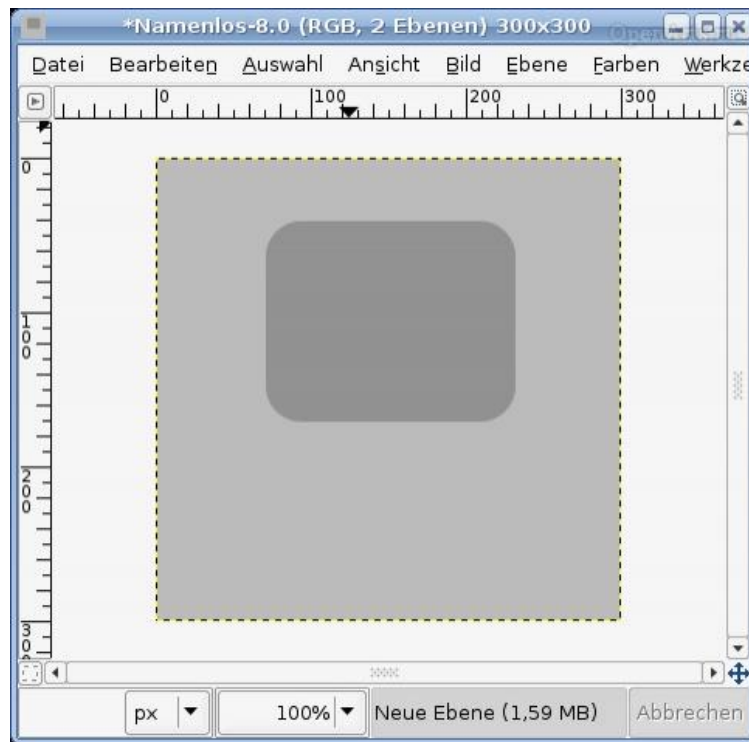 *Namenlos-8.0 (RGB, 2 Ebenen) 300x300
Datei Bearbeiten Auswahl Ansicht Bild Ebene Farben Werkze
0 100 200 300
0
100
200
300
px 100% Neue Ebene (1,59 MB) Abbrechen